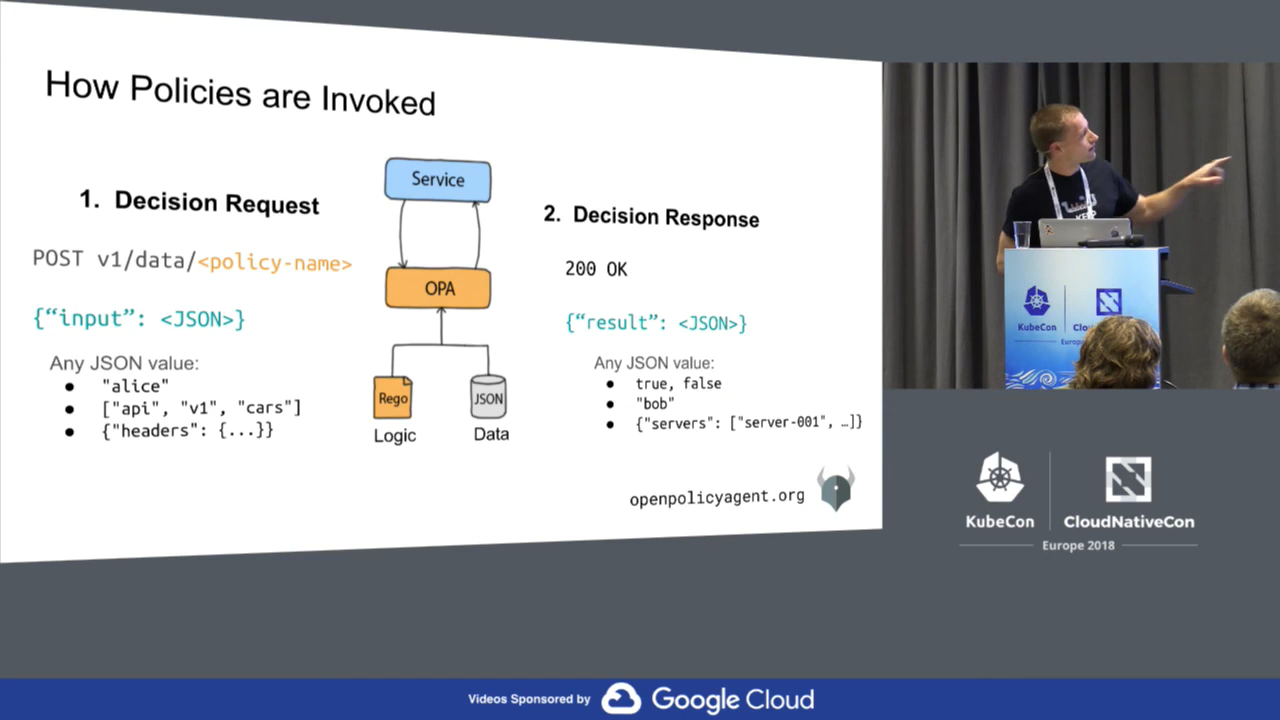 How Policies are Invoked
1. Decision Request
POST v1/data/<policy-name>
{“input”: <JSON>}
Any JSON value:
● "alice"
● ["api", "v1", "cars"]
● {"headers": {...}}
Service
OPA
Rego
JSON
Logic
Data
2. Decision Response
200 OK
{“result”: <JSON>}
Any JSON value:
● true, false
● "bob"
● {"servers": ["server-001", …]}
openpolicyagent.org
KubeCon
KubeCon
CloudNativeCon
Europe 2018
Videos Sponsored by Google Cloud